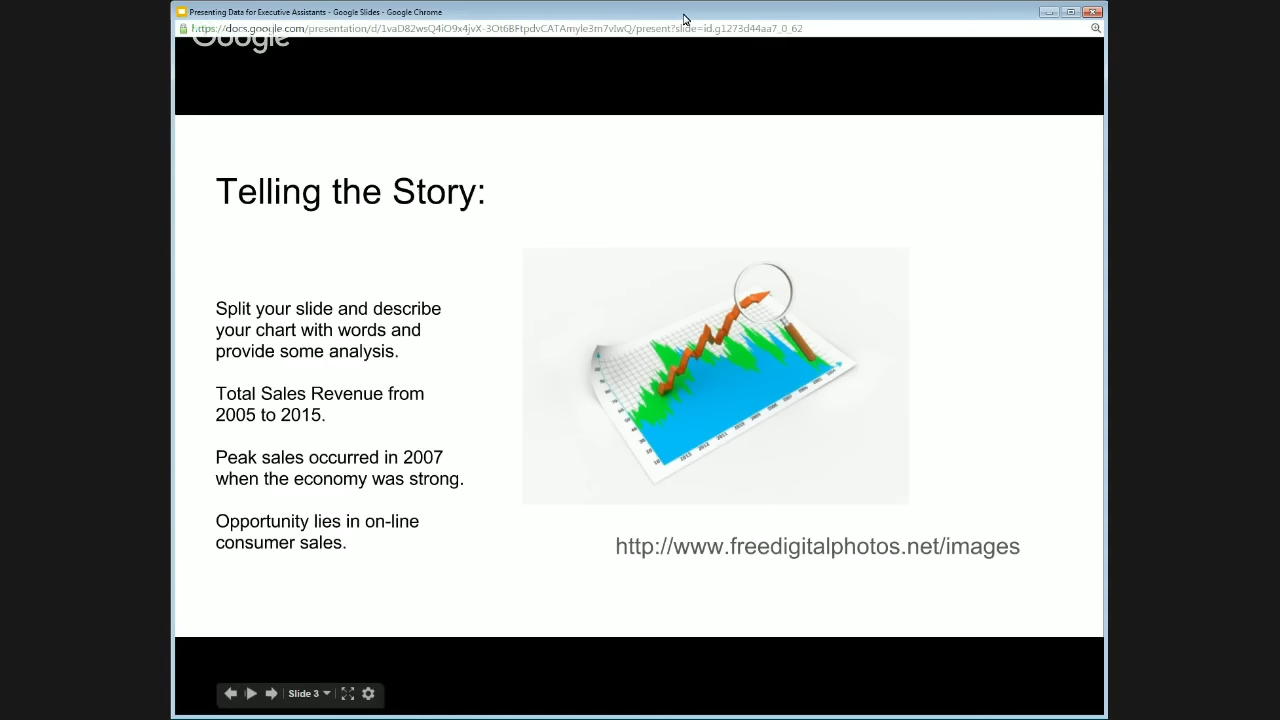 Presenting Data for Executive Assistants - Google Slides - Google Chrome
Google
Telling the Story:
Split your slide and describe
your chart with words and
provide some analysis.
Total Sales Revenue from
2005 to 2015.
Peak sales occurred in 2007
when the economy was strong.
Opportunity lies in on-line
consumer sales.
http://www.freedigitalphotos.net/images
Slide 3